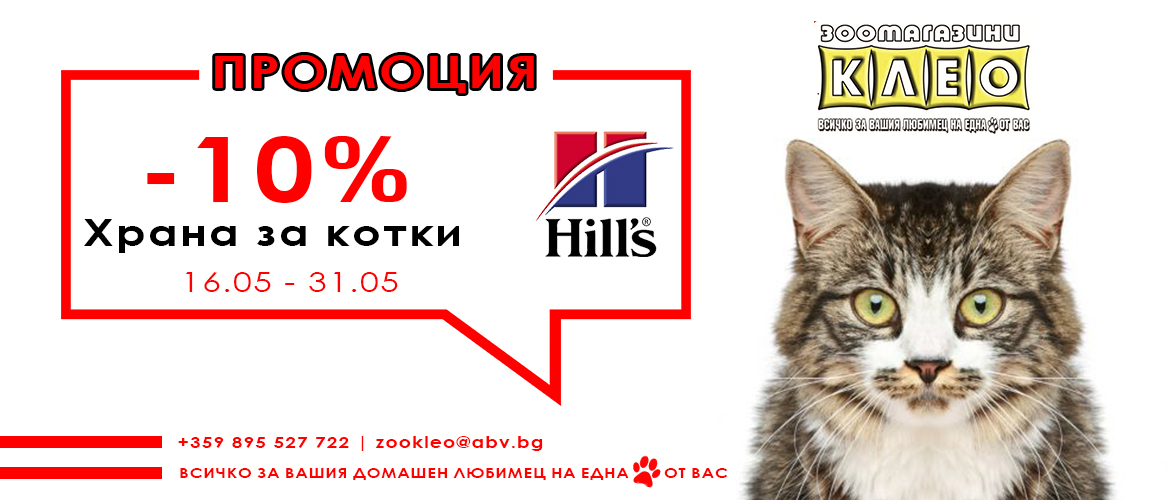 ПРОМОЦИЯ
-10%
Храна за котки
16.05 - 31.05
Hill's®
ЗООМАГАЗИНИ
КЛЕО
ВСИЧКО ЗА ВАШИЯ ЛЮБИМЕЦ НА ЕДНА ОТ ВАС
+359 895 527 722 | zookleo@abv.bg
ВСИЧКО ЗА ВАШИЯ ДОМАШЕН ЛЮБИМЕЦ НА ЕДНА ОТ ВАС